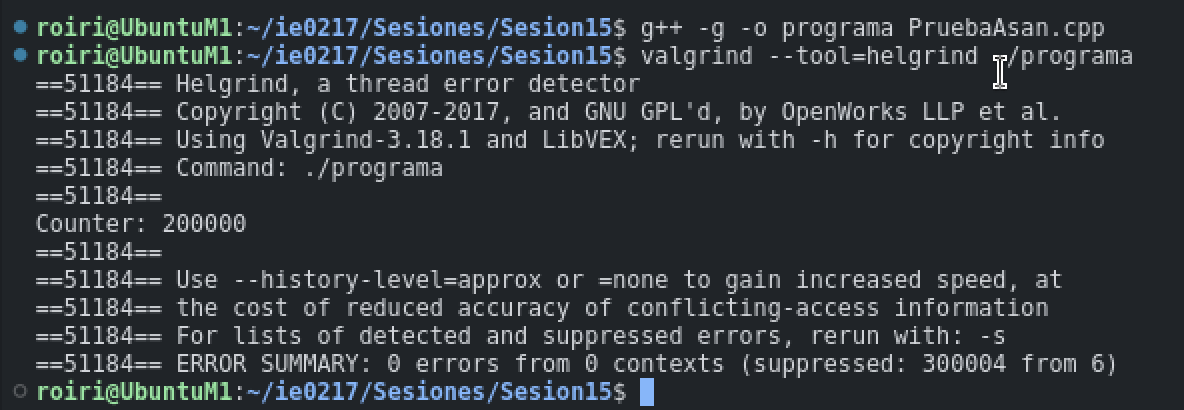 roiri@UbuntuM1:~/ie0217/Sesiones/Sesion15$ g++ -g -o programa PruebaAsan.cpp
roiri@UbuntuM1:~/ie0217/Sesiones/Sesion15$ valgrind --tool=helgrind ./programa
==51184== Helgrind, a thread error detector
==51184== Copyright (C) 2007-2017, and GNU GPL'd, by OpenWorks LLP et al.
==51184== Using Valgrind-3.18.1 and LibVEX; rerun with -h for copyright info
==51184== Command: ./programa
==51184==
Counter: 200000
==51184==
==51184== Use --history-level=approx or =none to gain increased speed, at
==51184== the cost of reduced accuracy of conflicting-access information
==51184== For lists of detected and suppressed errors, rerun with: -s
==51184== ERROR SUMMARY: 0 errors from 0 contexts (suppressed: 300004 from 6)
roiri@UbuntuM1:~/ie0217/Sesiones/Sesion15$